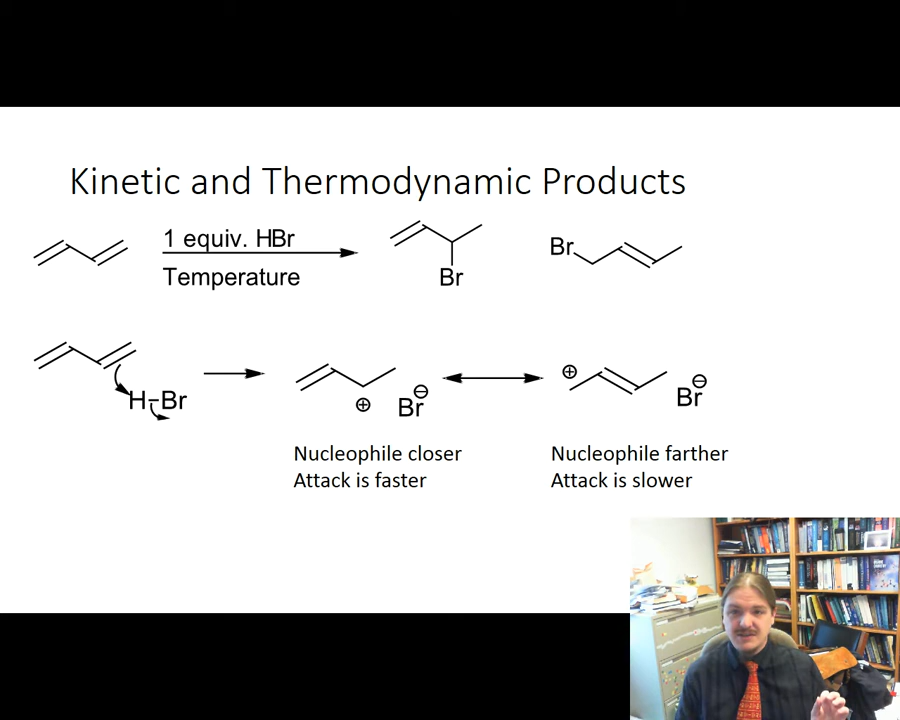 Kinetic and Thermodynamic Products
1 equiv. HBr
Temperature
Br
Br
H-Br
⊕
Br
⊖
⊕
Br
⊖
Nucleophile closer
Attack is faster
Nucleophile farther
Attack is slower